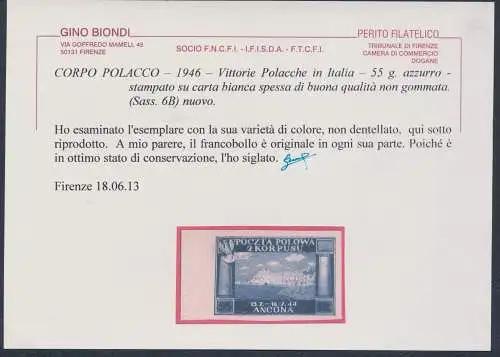 GINO BIONDI
VIA GOFFREDO MAMELI, 45
50131 FIRENZE
SOCIO F.N.C.F.I. - I.F.I.S.D.A. - F.T.C.F.I.
PERITO FILATELICO
TRIBUNALE DI FIRENZE
CAMERA DI COMMERCIO
DOGANE
CORPO POLACCO – 1946 – Vittorie Polacche in Italia – 55 g. azzurro -
stampato su carta bianca spessa di buona qualità non gommata.
(Sass. 6B) nuovo.
Ho esaminato l'esemplare con la sua varietà di colore, non dentellato, qui sotto
riprodotto. A mio parere, il francobollo è originale in ogni sua parte. Poiché è
in ottimo stato di conservazione, l'ho siglato.
Firenze 18.06.13
POCZTA POLOWA
2 KORPUSU
ANCONA